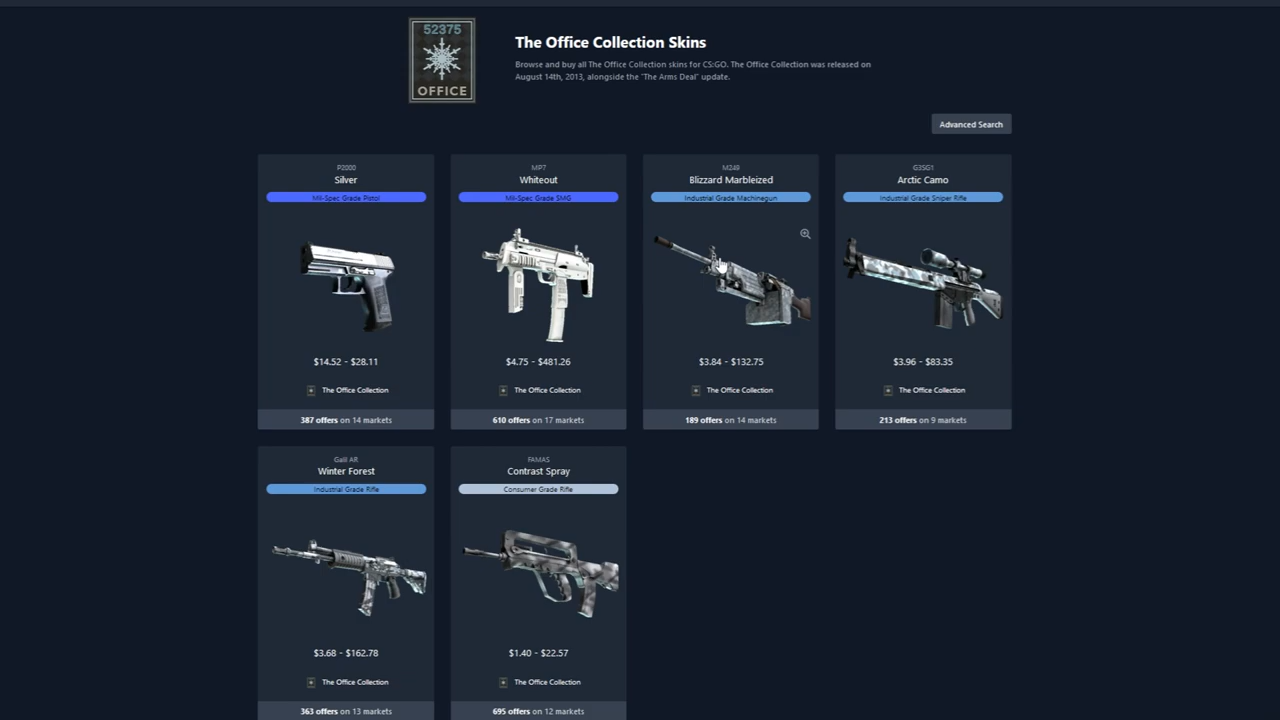 52375
OFFICE
The Office Collection Skins
Browse and buy all The Office Collection skins for CS:GO. The Office Collection was released on
August 14th, 2013, alongside the "The Arms Deal" update.
Advanced Search
P2000
Silver
Mil-Spec Grade Pistol
$14.52 - $28.11
The Office Collection
387 offers on 14 markets
MP7
Whiteout
Mil-Spec Grade SMG
$4.75 - $481.26
The Office Collection
610 offers on 17 markets
M249
Blizzard Marbleized
Industrial Grade Machinegun
$3.84 - $132.75
The Office Collection
189 offers on 14 markets
G3SG1
Arctic Camo
Industrial Grade Sniper Rifle
$3.96 - $83.35
The Office Collection
213 offers on 9 markets
Galil AR
Winter Forest
Industrial Grade Rifle
$3.68 - $162.78
The Office Collection
363 offers on 13 markets
FAMAS
Contrast Spray
Consumer Grade Rifle
$1.40 - $22.57
The Office Collection
695 offers on 12 markets